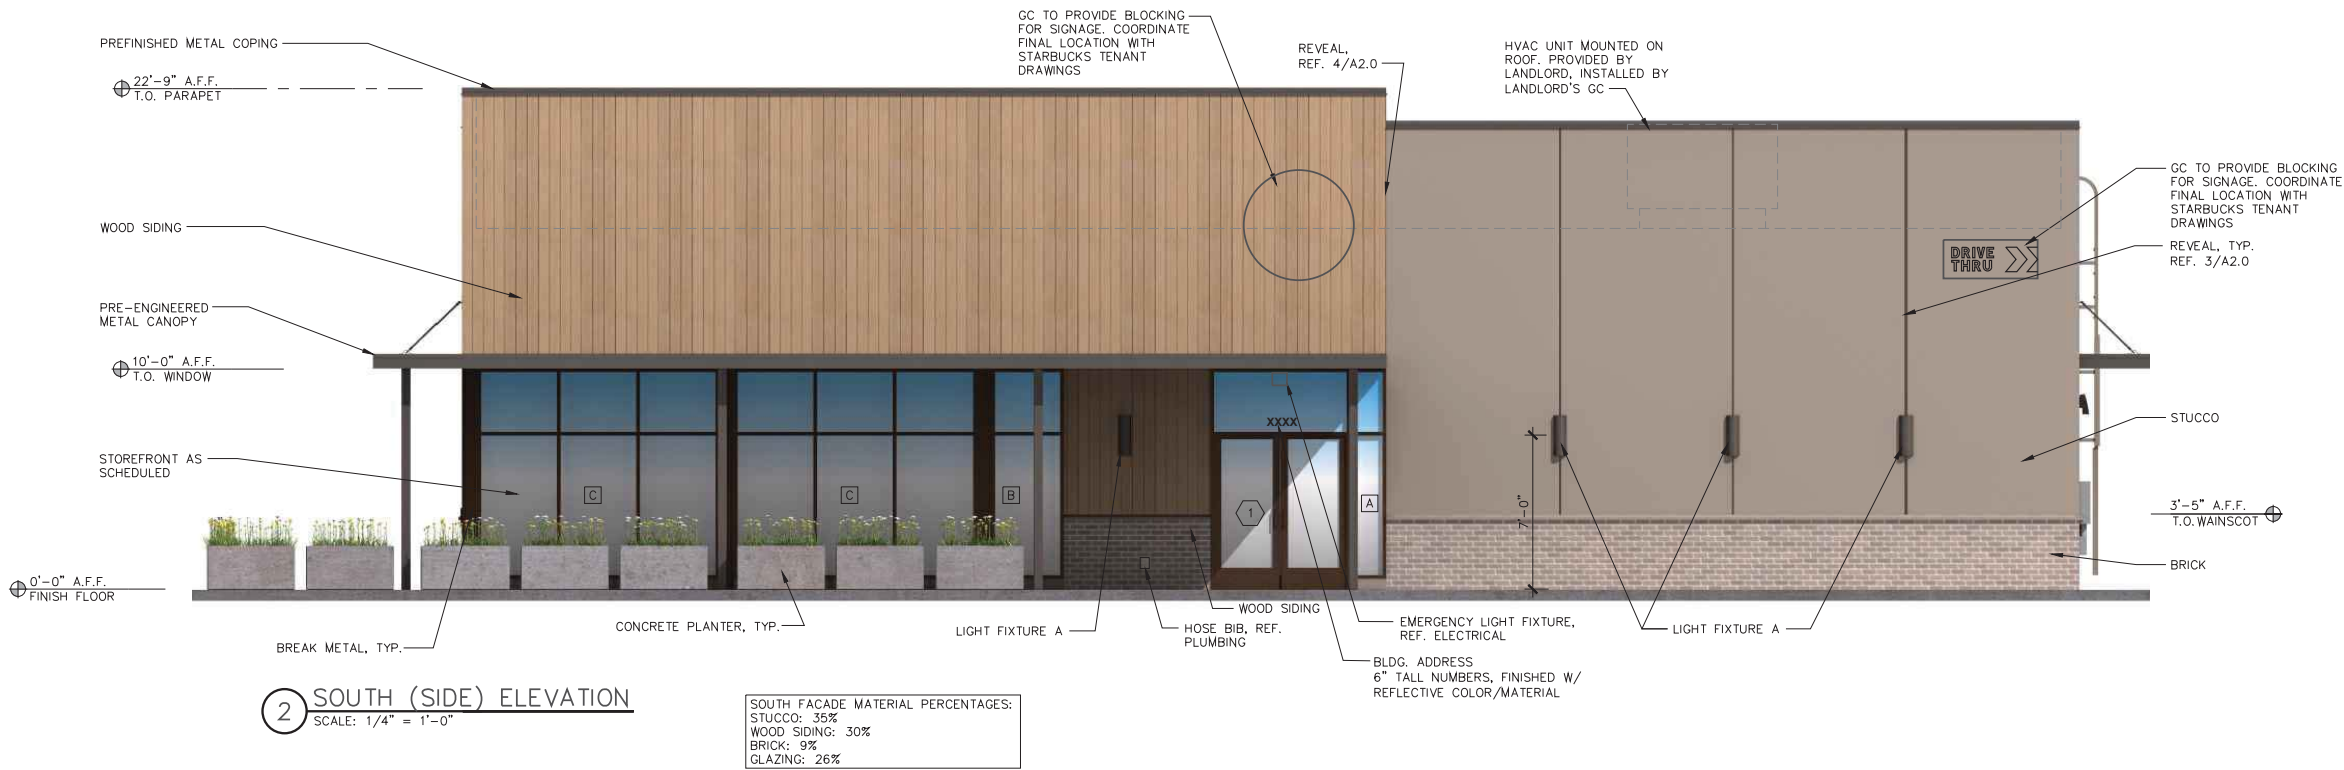 PREFINISHED METAL COPING
22'-9" A.F.F.
T.O. PARAPET
GC TO PROVIDE BLOCKING
FOR SIGNAGE. COORDINATE
FINAL LOCATION WITH
STARBUCKS TENANT
DRAWINGS
REVEAL,
REF. 4/A2.0
HVAC UNIT MOUNTED ON
ROOF. PROVIDED BY
LANDLORD, INSTALLED BY
LANDLORD'S GC
GC TO PROVIDE BLOCKING
FOR SIGNAGE. COORDINATE
FINAL LOCATION WITH
STARBUCKS TENANT
DRAWINGS
WOOD SIDING
DRIVE
THRU
REVEAL, TYP.
REF. 3/A2.0
PRE-ENGINEERED
METAL CANOPY
10'-0" A.F.F.
T.O. WINDOW
XXXX
STUCCO
STOREFRONT AS
SCHEDULED
C
C
B
1
A
7'-0"
3'-5" A.F.F.
T.O. WAINSCOT
BRICK
0'-0" A.F.F.
FINISH FLOOR
WOOD SIDING
BREAK METAL, TYP.
CONCRETE PLANTER, TYP.
LIGHT FIXTURE A
HOSE BIB, REF.
PLUMBING
EMERGENCY LIGHT FIXTURE,
REF. ELECTRICAL
LIGHT FIXTURE A
BLDG. ADDRESS
6" TALL NUMBERS, FINISHED W/
REFLECTIVE COLOR/MATERIAL
2
SOUTH (SIDE) ELEVATION
SCALE: 1/4" = 1'-0"
SOUTH FACADE MATERIAL PERCENTAGES:
STUCCO: 35%
WOOD SIDING: 30%
BRICK: 9%
GLAZING: 26%